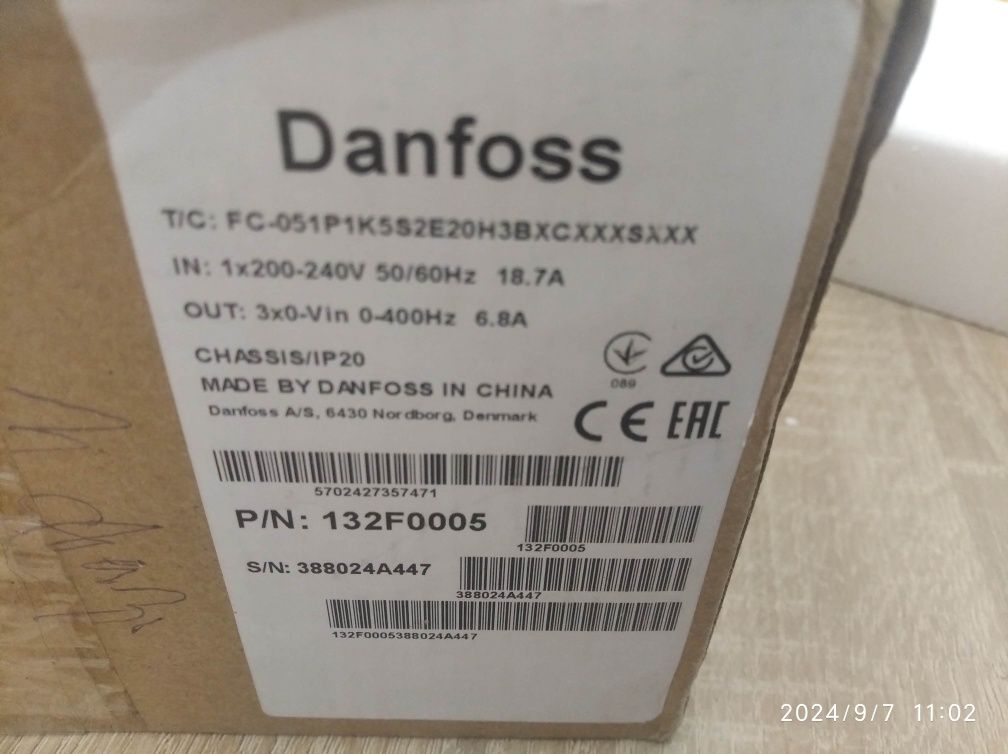 Danfoss
T/C: FC-051P1K5S2E20H3BXCXXXSXXX
IN: 1x200-240V 50/60Hz 18.7A
OUT: 3x0-Vin 0-400Hz 6.8A
CHASSIS/IP20
MADE BY DANFOSS IN CHINA
Danfoss A/S, 6430 Nordborg, Denmark
089
CE EAC
5702427357471
P/N: 132F0005
132F0005
S/N: 388024A447
388024A447
132F0005388024A447
2024/9/7 11:02